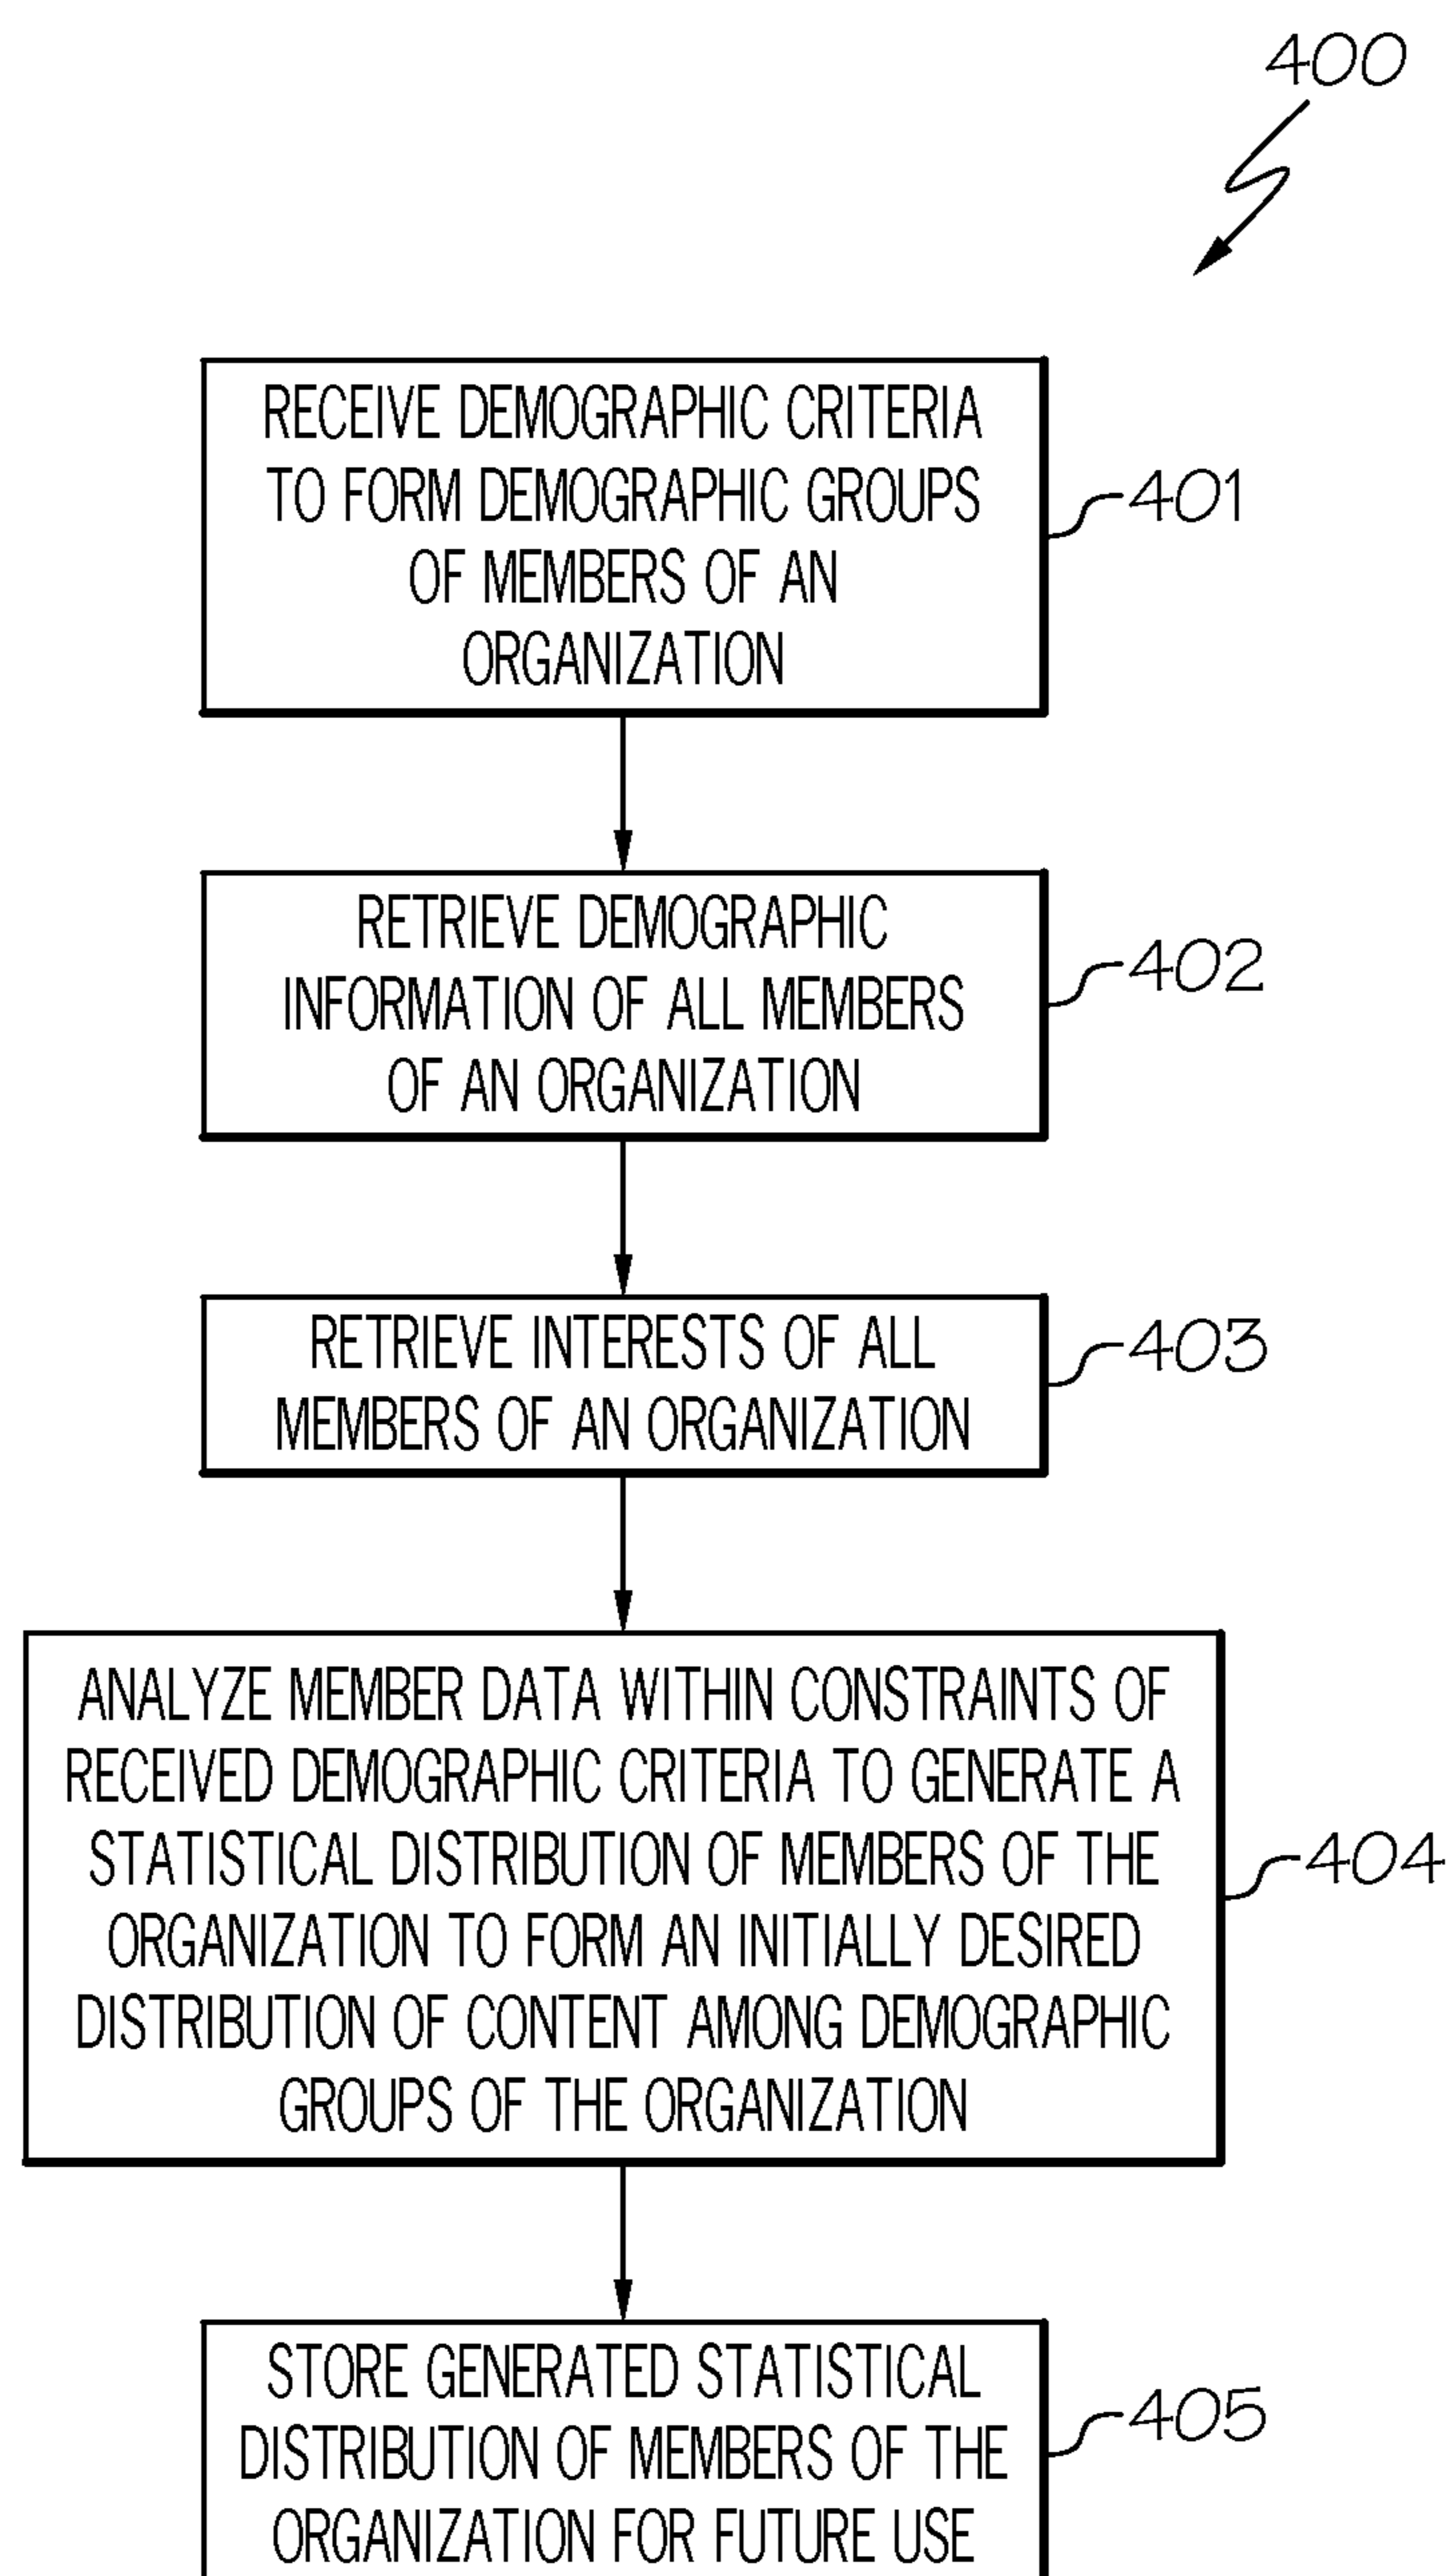 400
RECEIVE DEMOGRAPHIC CRITERIA
TO FORM DEMOGRAPHIC GROUPS
OF MEMBERS OF AN
ORGANIZATION
401
RETRIEVE DEMOGRAPHIC
INFORMATION OF ALL MEMBERS
OF AN ORGANIZATION
402
RETRIEVE INTERESTS OF ALL
MEMBERS OF AN ORGANIZATION
403
ANALYZE MEMBER DATA WITHIN CONSTRAINTS OF
RECEIVED DEMOGRAPHIC CRITERIA TO GENERATE A
STATISTICAL DISTRIBUTION OF MEMBERS OF THE
ORGANIZATION TO FORM AN INITIALLY DESIRED
DISTRIBUTION OF CONTENT AMONG DEMOGRAPHIC
GROUPS OF THE ORGANIZATION
404
STORE GENERATED STATISTICAL
DISTRIBUTION OF MEMBERS OF THE
ORGANIZATION FOR FUTURE USE
405